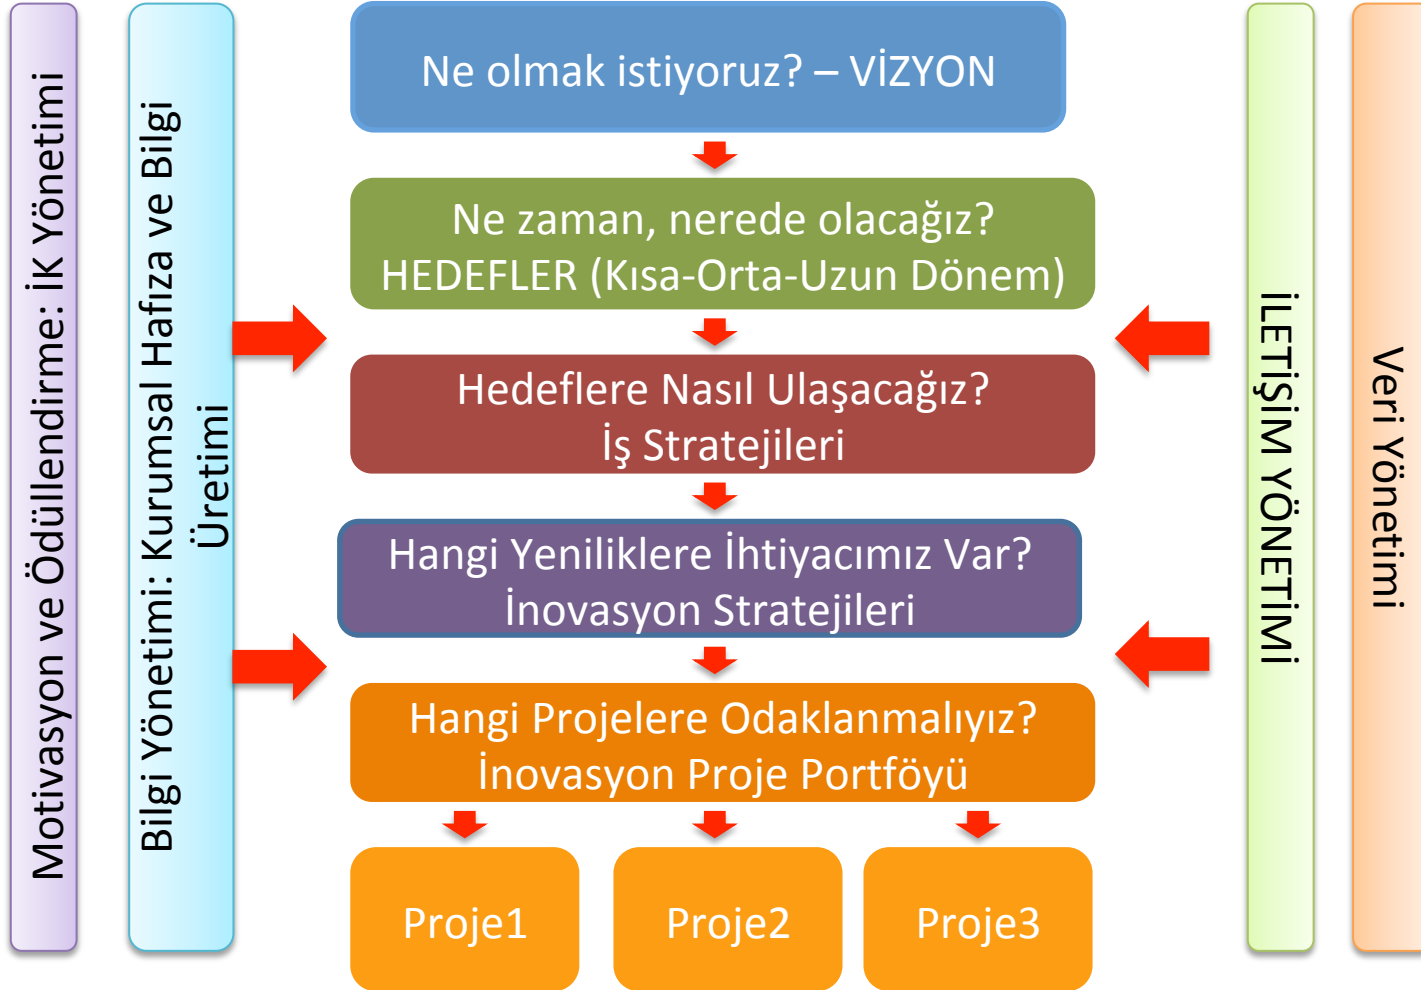 Motivasyon ve Ödüllendirme: İK Yönetimi
Bilgi Yönetimi: Kurumsal Hafıza ve Bilgi
Üretimi
Ne olmak istiyoruz? – VİZYON
Ne zaman, nerede olacağız?
HEDEFLER (Kısa-Orta-Uzun Dönem)
Hedeflere Nasıl Ulaşacağız?
İş Stratejileri
Hangi Yeniliklere İhtiyacımız Var?
İnovasyon Stratejileri
Hangi Projelere Odaklanmalıyız?
İnovasyon Proje Portföyü
Proje1
Proje2
Proje3
İLETİŞİM YÖNETİMİ
Veri Yönetimi